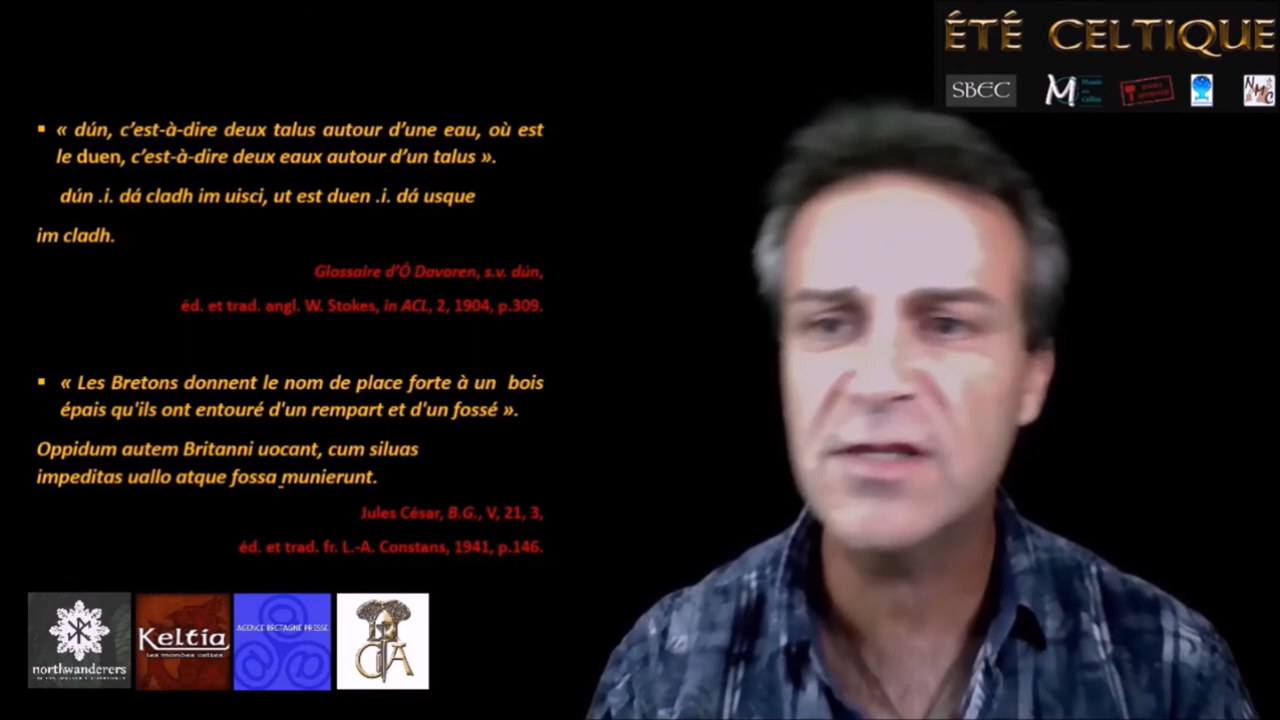 ÉTÉ CELTIQUE
SBEC
▪ « dún, c’est-à-dire deux talus autour d’une eau, où est
le duen, c’est-à-dire deux eaux autour d’un talus ».
dún .i. dá cladh im uisci, ut est duen .i. dá usque
im cladh.
Glossaire d’Ó Davoren, s.v. dún,
éd. et trad. angl. W. Stokes, in ACL, 2, 1904, p.309.
▪ « Les Bretons donnent le nom de place forte à un bois
épais qu'ils ont entouré d'un rempart et d'un fossé ».
Oppidum autem Britanni uocant, cum siluas
impeditas uallo atque fossa munierunt.
Jules César, B.G., V, 21, 3,
éd. et trad. fr. L.-A. Constans, 1941, p.146.
northwanderers
Keltia
les mondes celtes
AGENCE BRETAGNE PRESSE